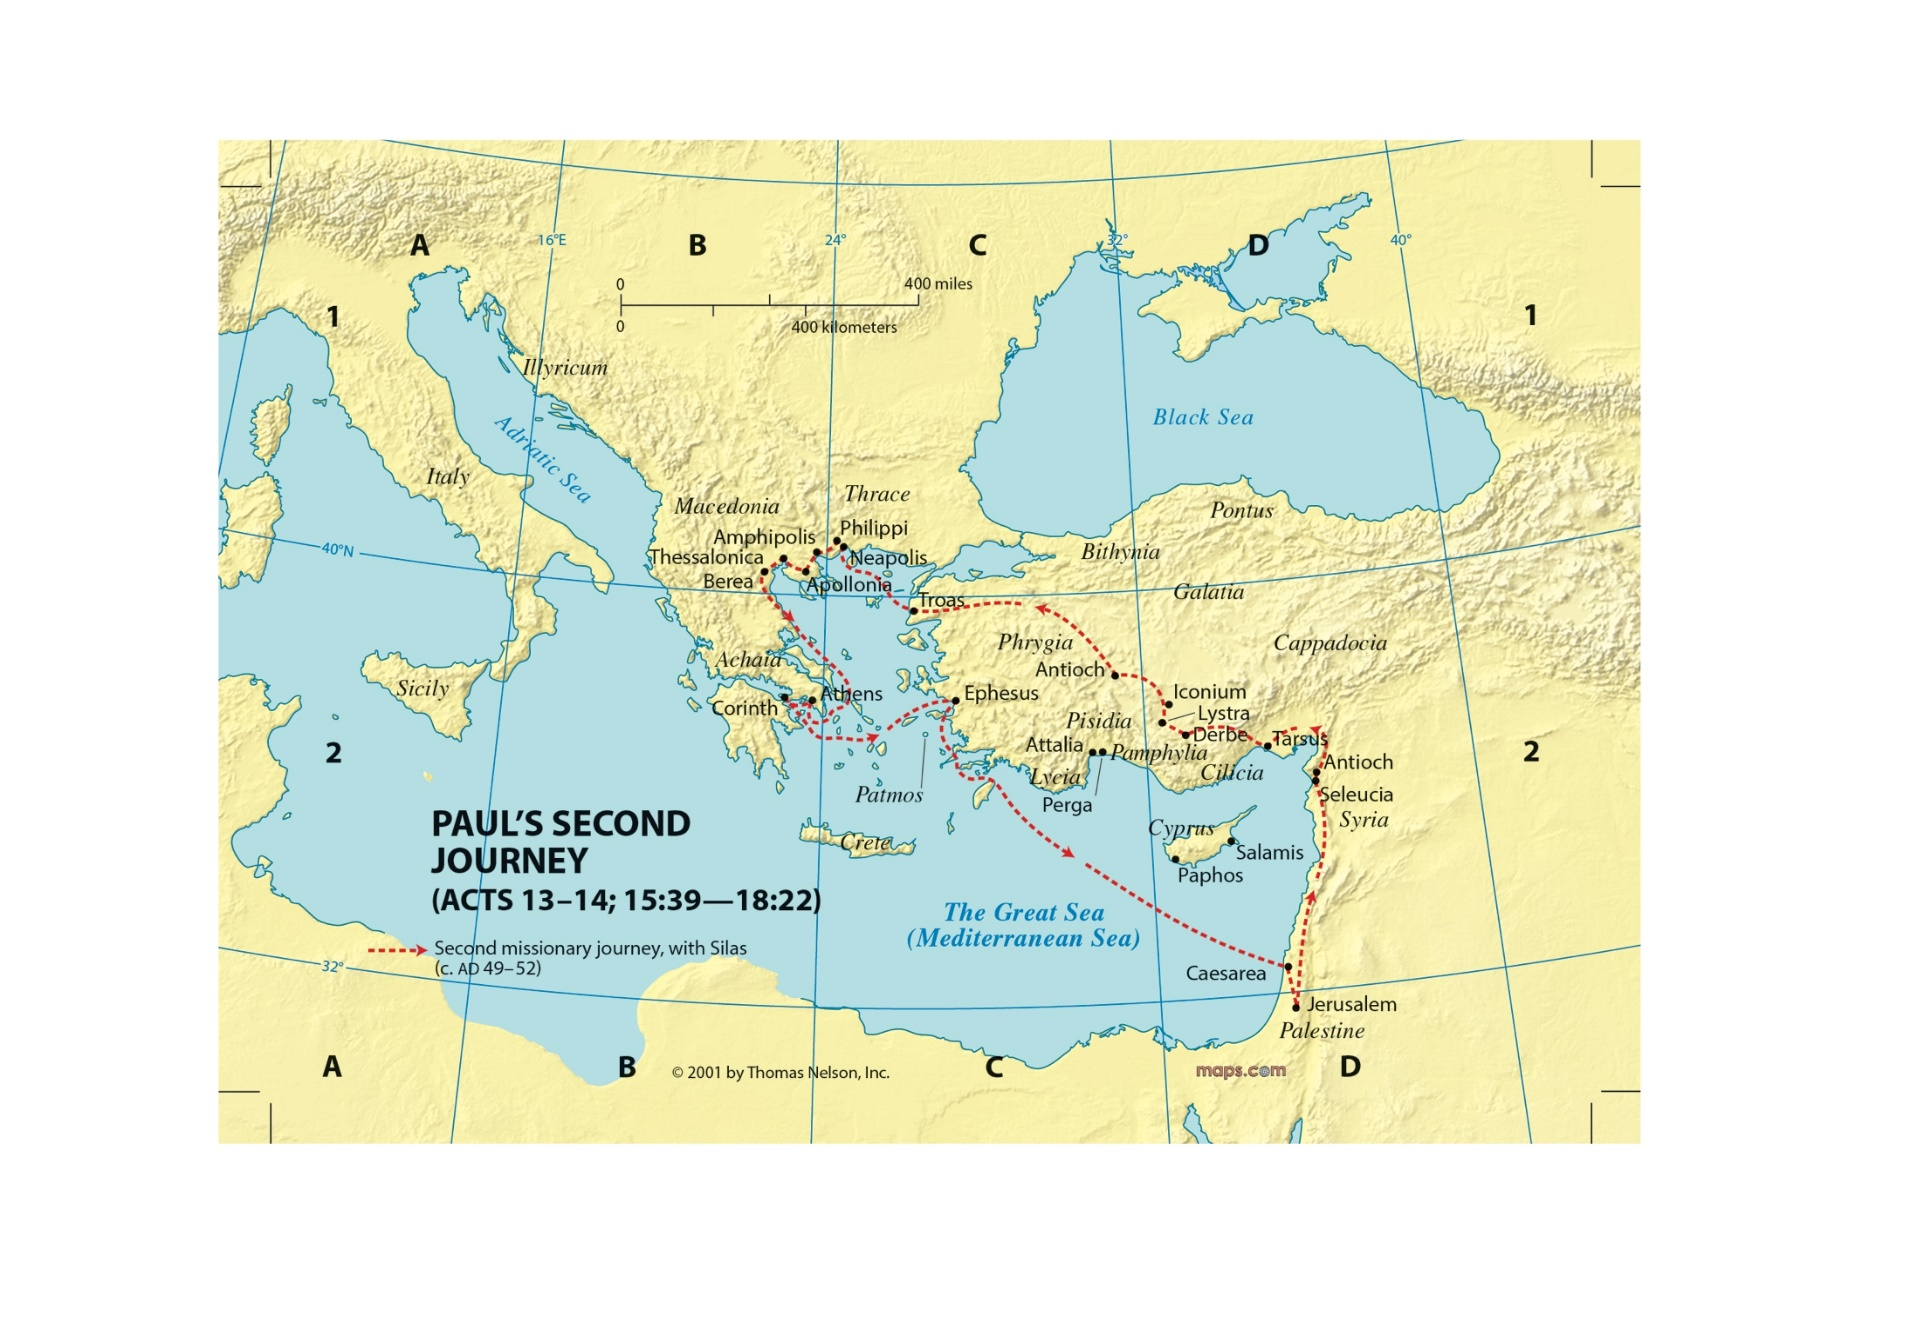 A
B
C
D
16°E
24°
32°
40°
0
400 miles
0
400 kilometers
1
1
Illyricum
Adriatic Sea
Black Sea
Italy
Macedonia
Thrace
Pontus
Amphipolis
Philippi
Thessalonica
Neapolis
Berea
Apollonia
Bithynia
40°N
Troas
Galatia
Phrygia
Cappadocia
Achaia
Antioch
Sicily
Athens
Corinth
Ephesus
Iconium
Lystra
Pisidia
Derbe
Tarsus
Attalia
Pamphylia
2
2
Lycia
Cilicia
Antioch
Patmos
Perga
Seleucia
Syria
PAUL'S SECOND
JOURNEY
(ACTS 13–14; 15:39—18:22)
Crete
Cyprus
Salamis
Paphos
The Great Sea
(Mediterranean Sea)
Second missionary journey, with Silas
(c. AD 49–52)
32°
Caesarea
Jerusalem
Palestine
A
B
© 2001 by Thomas Nelson, Inc.
C
maps.com
D